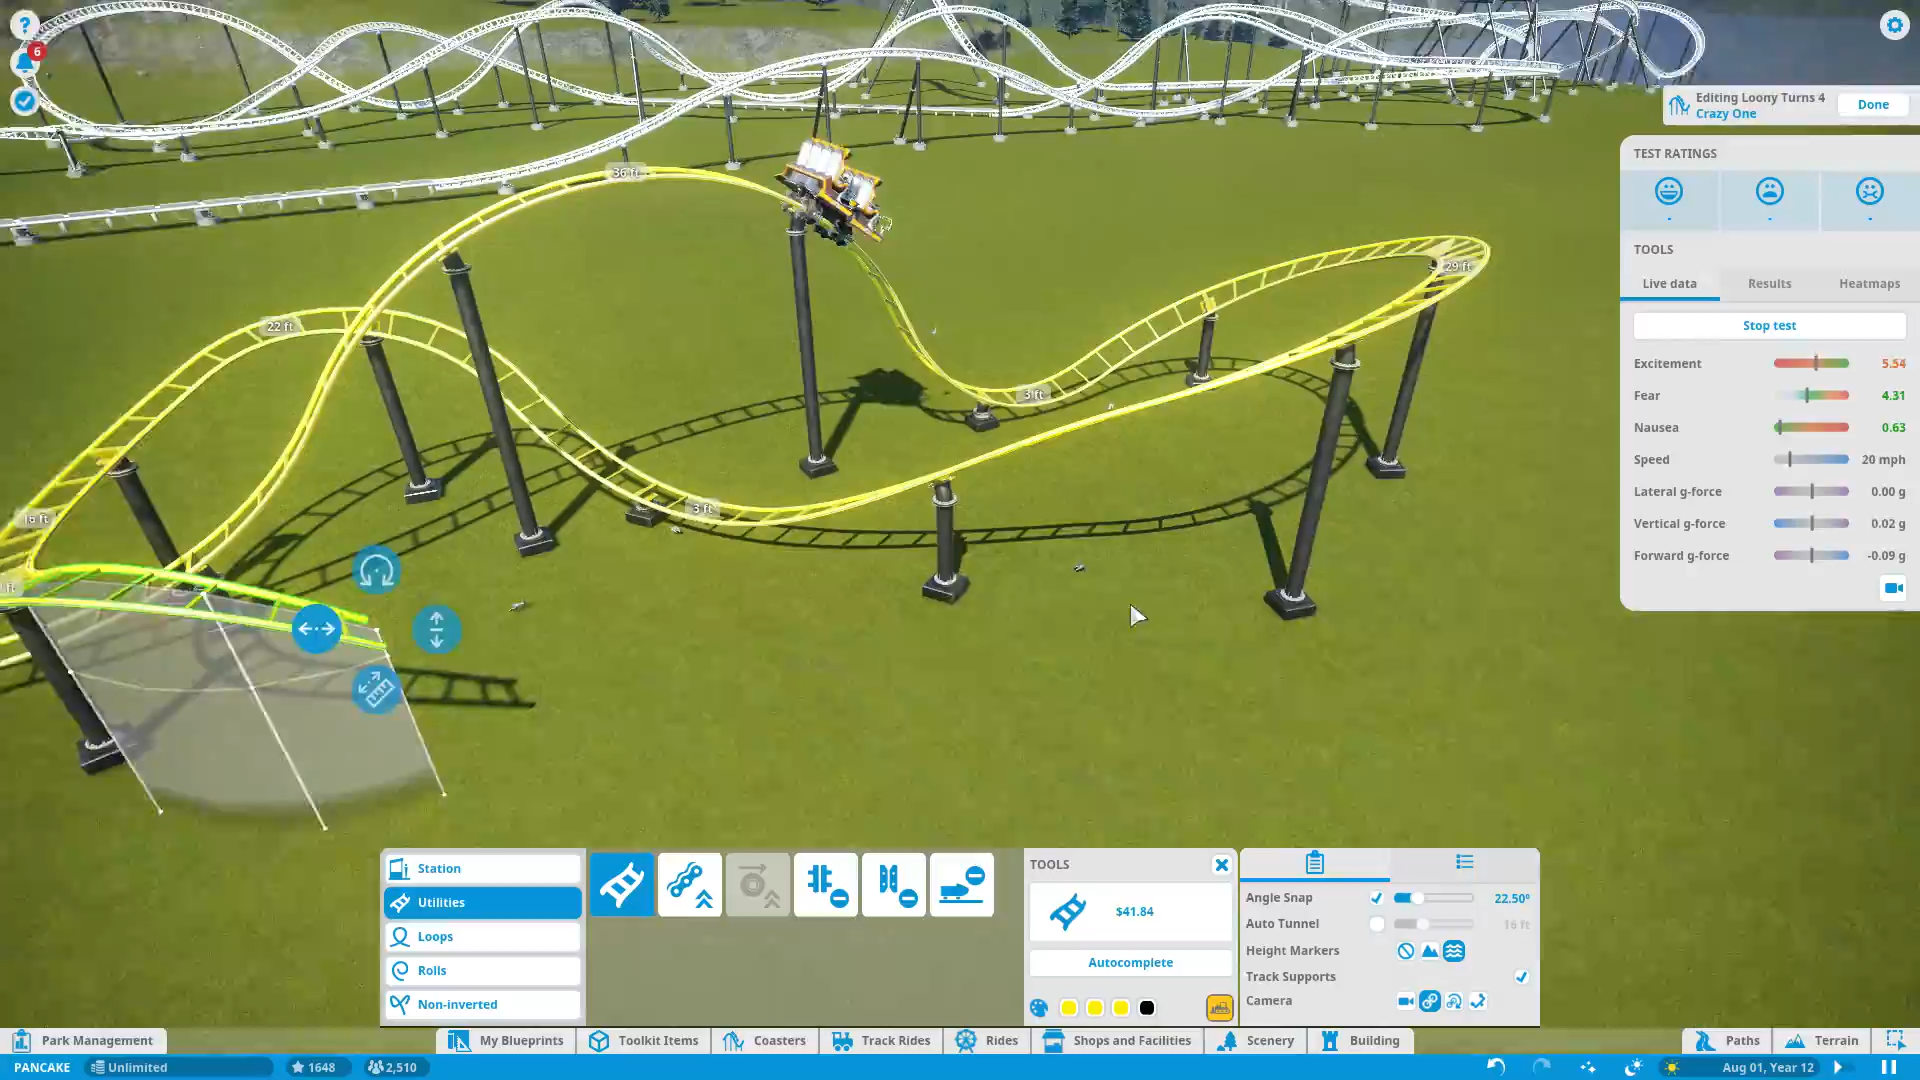 ?
6
Editing Loony Turns 4
Crazy One
Done
TEST RATINGS
-
-
-
TOOLS
Live data
Results
Heatmaps
Stop test
Excitement
5.54
Fear
4.31
Nausea
0.63
Speed
20 mph
Lateral g-force
0.00 g
Vertical g-force
0.02 g
Forward g-force
-0.09 g
36 ft
29 ft
22 ft
3 ft
3 ft
ft
Station
Utilities
Loops
Rolls
Non-inverted
TOOLS
$41.84
Autocomplete
Angle Snap
22.50°
Auto Tunnel
16 ft
Height Markers
Track Supports
Camera
Park Management
My Blueprints
Toolkit Items
Coasters
Track Rides
Rides
Shops and Facilities
Scenery
Building
Paths
Terrain
PANCAKE
Unlimited
1648
2,510
Aug 01, Year 12